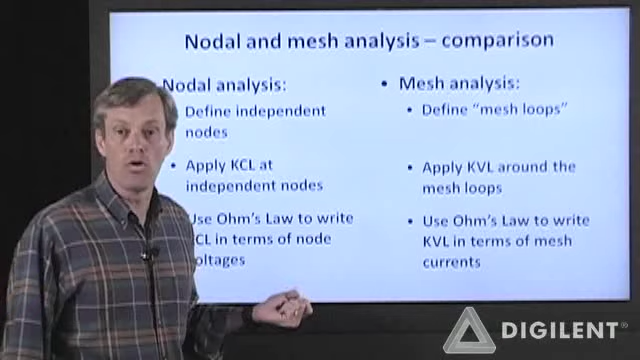 Nodal and mesh analysis – comparison
Nodal analysis:
Define independent
nodes
• Apply KCL at
independent nodes
Use Ohm's Law to write
CL in terms of node
oltages
• Mesh analysis:
• Define “mesh loops”
• Apply KVL around the
mesh loops
• Use Ohm's Law to write
KVL in terms of mesh
currents
DIGILENT®